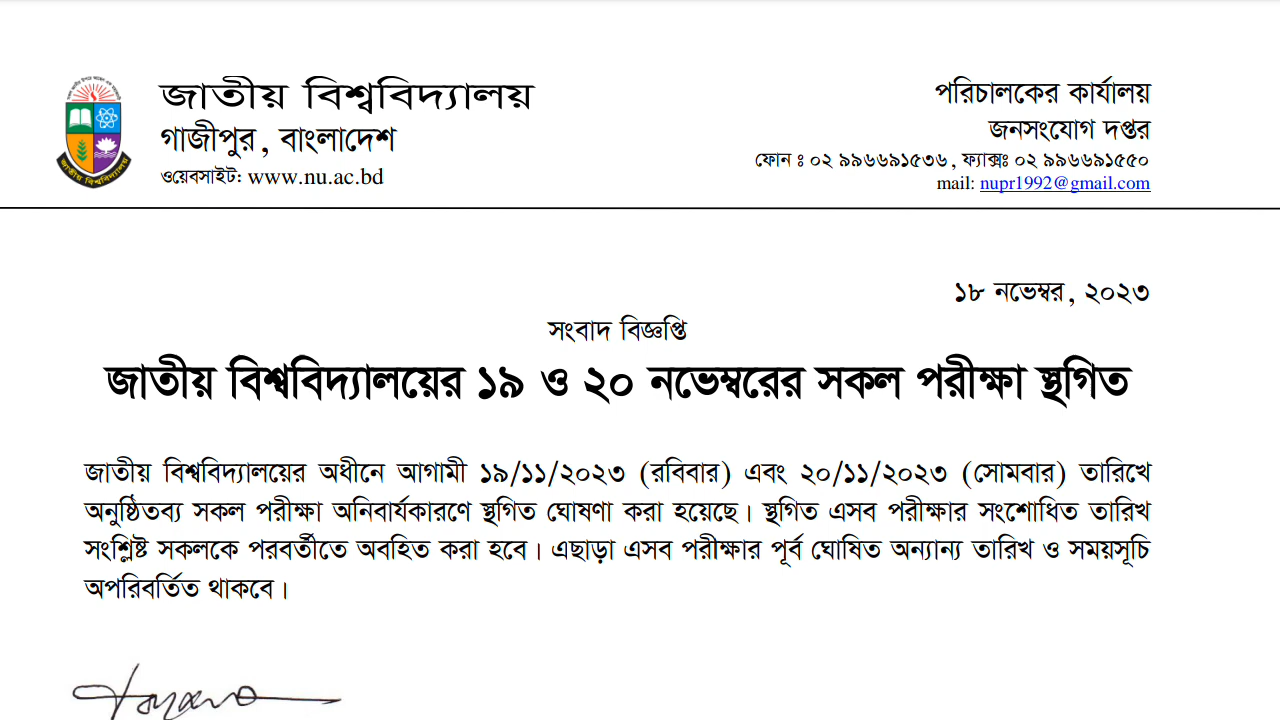 জাতীয় বিশ্ববিদ্যালয়
গাজীপুর, বাংলাদেশ
ওয়েবসাইট: www.nu.ac.bd
পরিচালকের কার্যালয়
জনসংযোগ দপ্তর
ফোন ঃ ০২ ৯৯৬৬৯১৫৩৬, ফ্যাক্সঃ ০২ ৯৯৬৬৯১৫৫০
mail: nupr1992@gmail.com
১৮ নভেম্বর, ২০২৩
সংবাদ বিজ্ঞপ্তি
জাতীয় বিশ্ববিদ্যালয়ের ১৯ ও ২০ নভেম্বরের সকল পরীক্ষা স্থগিত
জাতীয় বিশ্ববিদ্যালয়ের অধীনে আগামী ১৯/১১/২০২৩ (রবিবার) এবং ২০/১১/২০২৩ (সোমবার) তারিখে
অনুষ্ঠিতব্য সকল পরীক্ষা অনিবার্যকারণে স্থগিত ঘোষণা করা হয়েছে। স্থগিত এসব পরীক্ষার সংশোধিত তারিখ
সংশ্লিষ্ট সকলকে পরবর্তীতে অবহিত করা হবে। এছাড়া এসব পরীক্ষার পূর্ব ঘোষিত অন্যান্য তারিখ ও সময়সূচি
অপরিবর্তিত থাকবে।